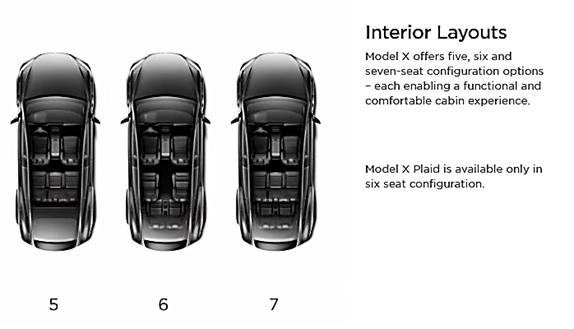 Interior Layouts
Model X offers five, six and
seven-seat configuration options
– each enabling a functional and
comfortable cabin experience.
Model X Plaid is available only in
six seat configuration.
5 6 7